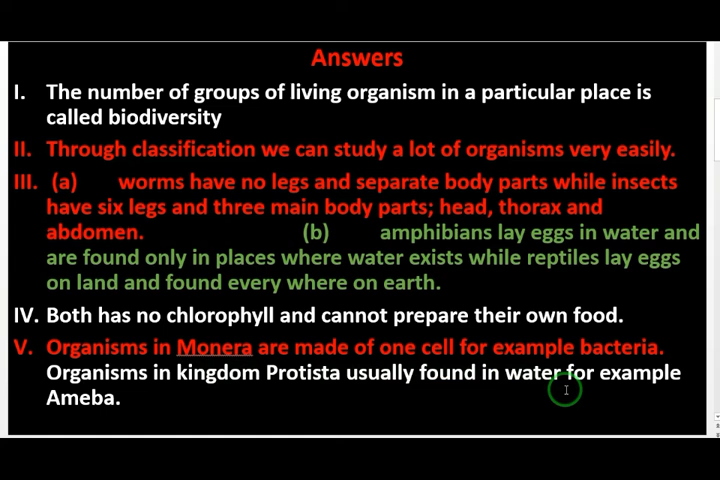 Answers
I. The number of groups of living organism in a particular place is
called biodiversity
II. Through classification we can study a lot of organisms very easily.
III. (a) worms have no legs and separate body parts while insects
have six legs and three main body parts; head, thorax and
abdomen. (b) amphibians lay eggs in water and
are found only in places where water exists while reptiles lay eggs
on land and found every where on earth.
IV. Both has no chlorophyll and cannot prepare their own food.
V. Organisms in Monera are made of one cell for example bacteria.
Organisms in kingdom Protista usually found in water for example
Ameba.